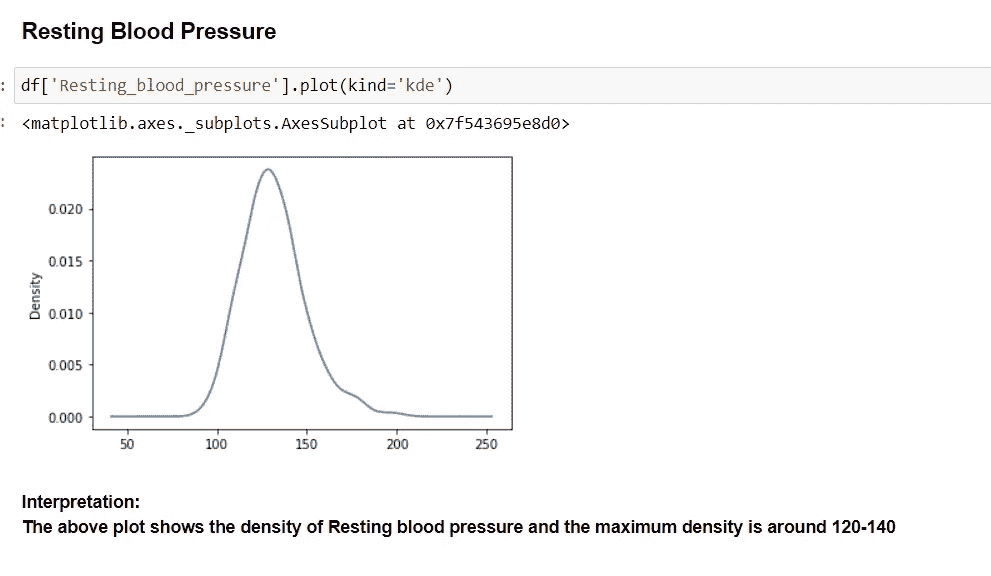 Resting Blood Pressure
: df['Resting_blood_pressure'].plot(kind='kde')
: <matplotlib.axes._subplots.AxesSubplot at 0x7f543695e8d0>
0.020
0.015
0.010
0.005
0.000
Density
50 100 150 200 250
Interpretation:
The above plot shows the density of Resting blood pressure and the maximum density is around 120-140